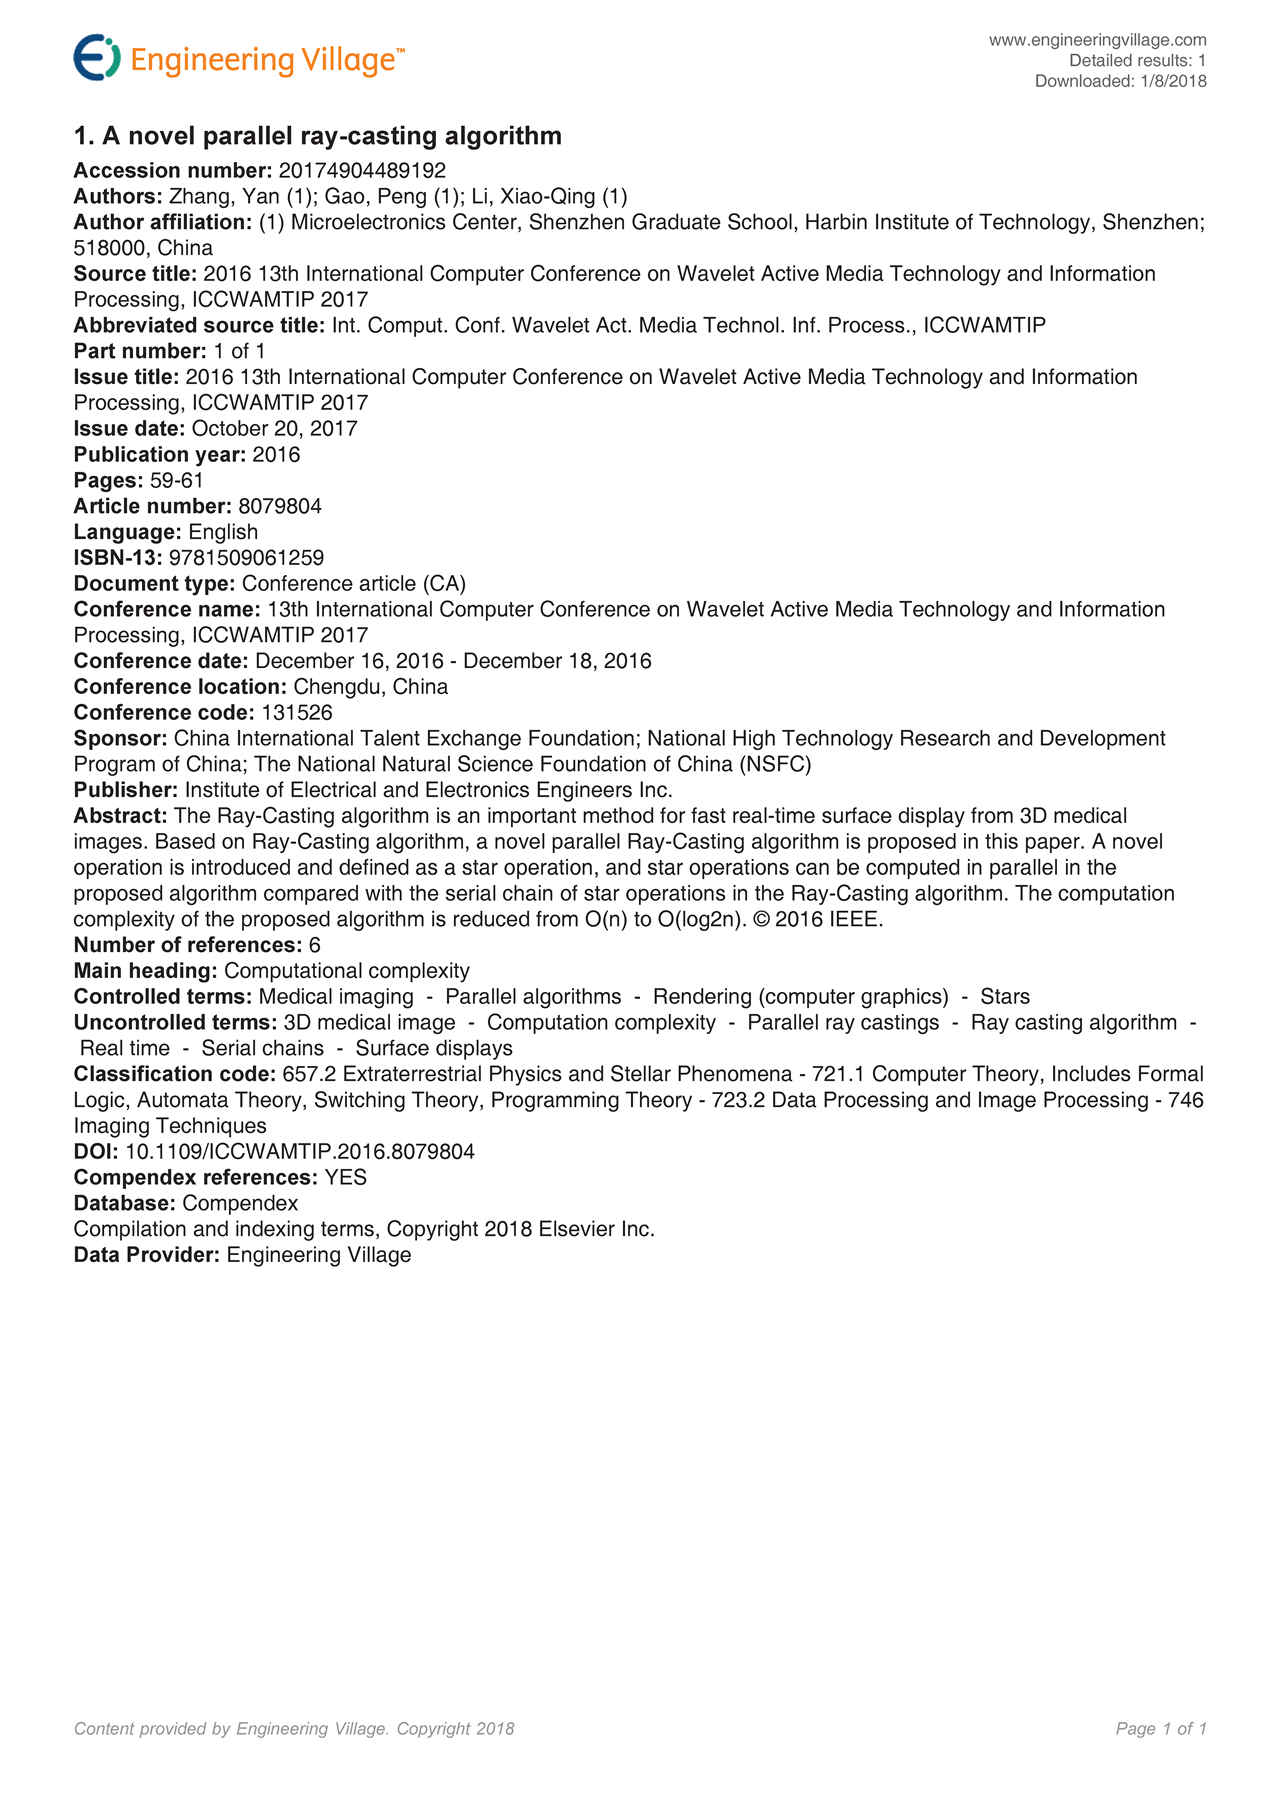 Engineering Village™
www.engineeringvillage.com
Detailed results: 1
Downloaded: 1/8/2018
1. A novel parallel ray-casting algorithm
Accession number: 20174904489192
Authors: Zhang, Yan (1); Gao, Peng (1); Li, Xiao-Qing (1)
Author affiliation: (1) Microelectronics Center, Shenzhen Graduate School, Harbin Institute of Technology, Shenzhen;
518000, China
Source title: 2016 13th International Computer Conference on Wavelet Active Media Technology and Information
Processing, ICCWAMTIP 2017
Abbreviated source title: Int. Comput. Conf. Wavelet Act. Media Technol. Inf. Process., ICCWAMTIP
Part number: 1 of 1
Issue title: 2016 13th International Computer Conference on Wavelet Active Media Technology and Information
Processing, ICCWAMTIP 2017
Issue date: October 20, 2017
Publication year: 2016
Pages: 59-61
Article number: 8079804
Language: English
ISBN-13: 9781509061259
Document type: Conference article (CA)
Conference name: 13th International Computer Conference on Wavelet Active Media Technology and Information
Processing, ICCWAMTIP 2017
Conference date: December 16, 2016 - December 18, 2016
Conference location: Chengdu, China
Conference code: 131526
Sponsor: China International Talent Exchange Foundation; National High Technology Research and Development
Program of China; The National Natural Science Foundation of China (NSFC)
Publisher: Institute of Electrical and Electronics Engineers Inc.
Abstract: The Ray-Casting algorithm is an important method for fast real-time surface display from 3D medical
images. Based on Ray-Casting algorithm, a novel parallel Ray-Casting algorithm is proposed in this paper. A novel
operation is introduced and defined as a star operation, and star operations can be computed in parallel in the
proposed algorithm compared with the serial chain of star operations in the Ray-Casting algorithm. The computation
complexity of the proposed algorithm is reduced from O(n) to O(log2n). © 2016 IEEE.
Number of references: 6
Main heading: Computational complexity
Controlled terms: Medical imaging - Parallel algorithms - Rendering (computer graphics) - Stars
Uncontrolled terms: 3D medical image - Computation complexity - Parallel ray castings - Ray casting algorithm -
Real time - Serial chains - Surface displays
Classification code: 657.2 Extraterrestrial Physics and Stellar Phenomena - 721.1 Computer Theory, Includes Formal
Logic, Automata Theory, Switching Theory, Programming Theory - 723.2 Data Processing and Image Processing - 746
Imaging Techniques
DOI: 10.1109/ICCWAMTIP.2016.8079804
Compendex references: YES
Database: Compendex
Compilation and indexing terms, Copyright 2018 Elsevier Inc.
Data Provider: Engineering Village
Content provided by Engineering Village. Copyright 2018
Page 1 of 1